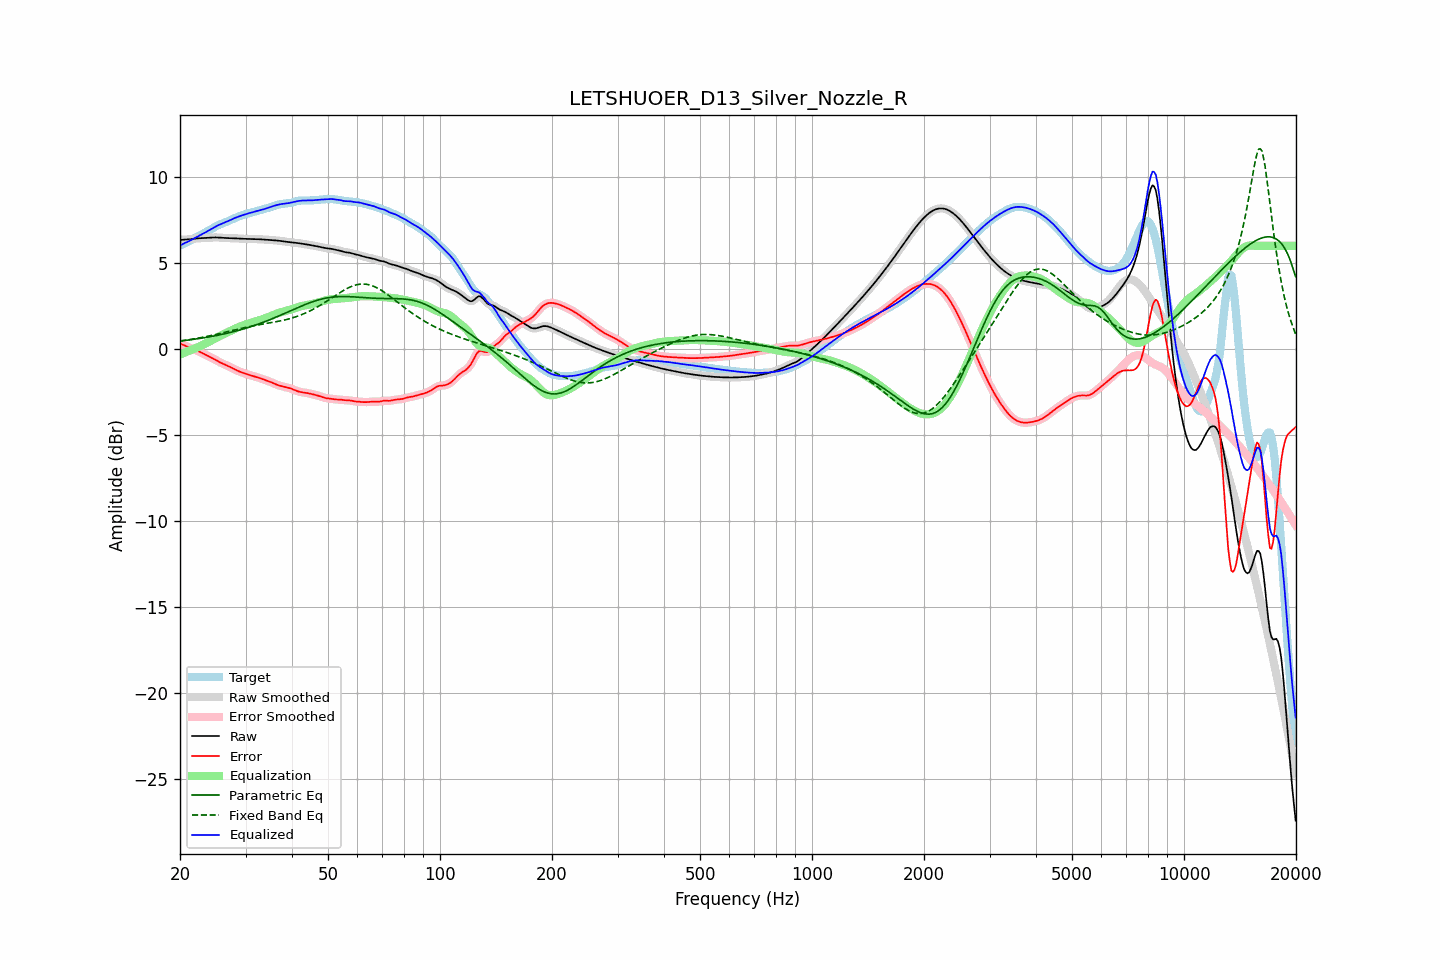 LETSHUOER_D13_Silver_Nozzle_R
10
5
0
−5
−10
−15
−20
−25
Amplitude (dBr)
Target
Raw Smoothed
Error Smoothed
Raw
Error
Equalization
Parametric Eq
Fixed Band Eq
Equalized
20 50 100 200 500 1000 2000 5000 10000 20000
Frequency (Hz)